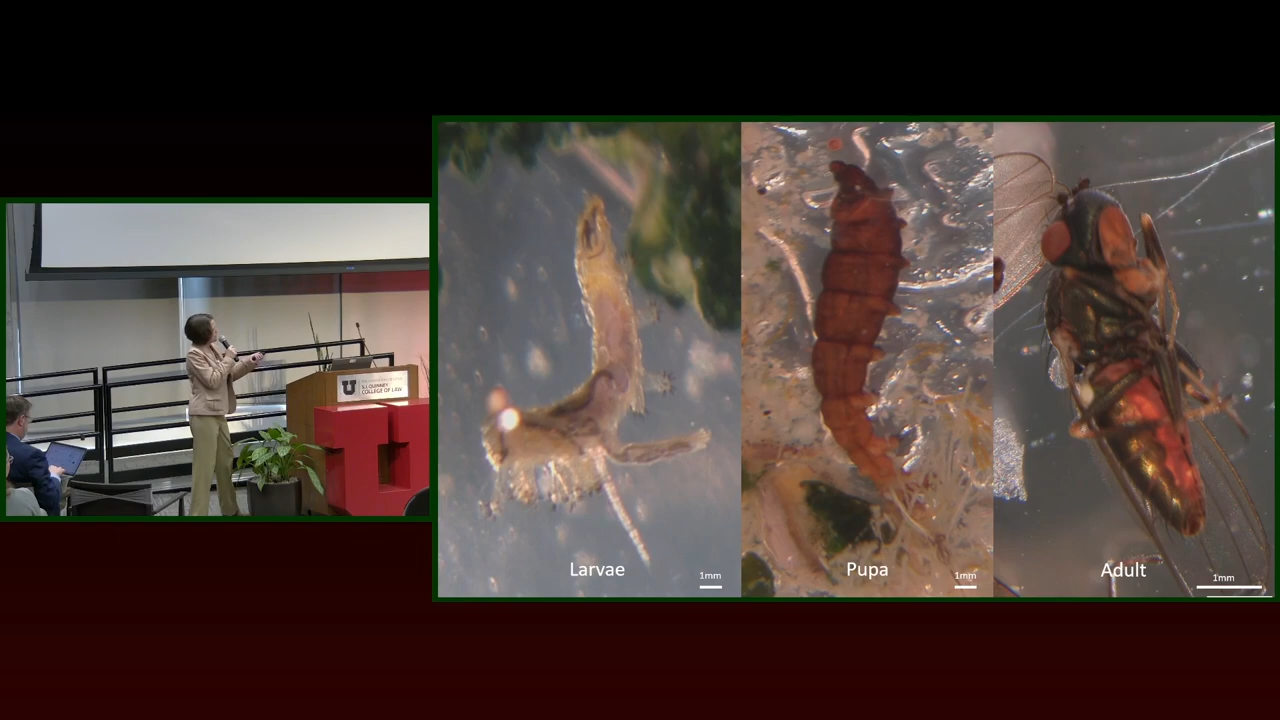 U
S.J. QUINNEY
COLLEGE OF LAW
Larvae
1mm
Pupa
1mm
Adult
1mm